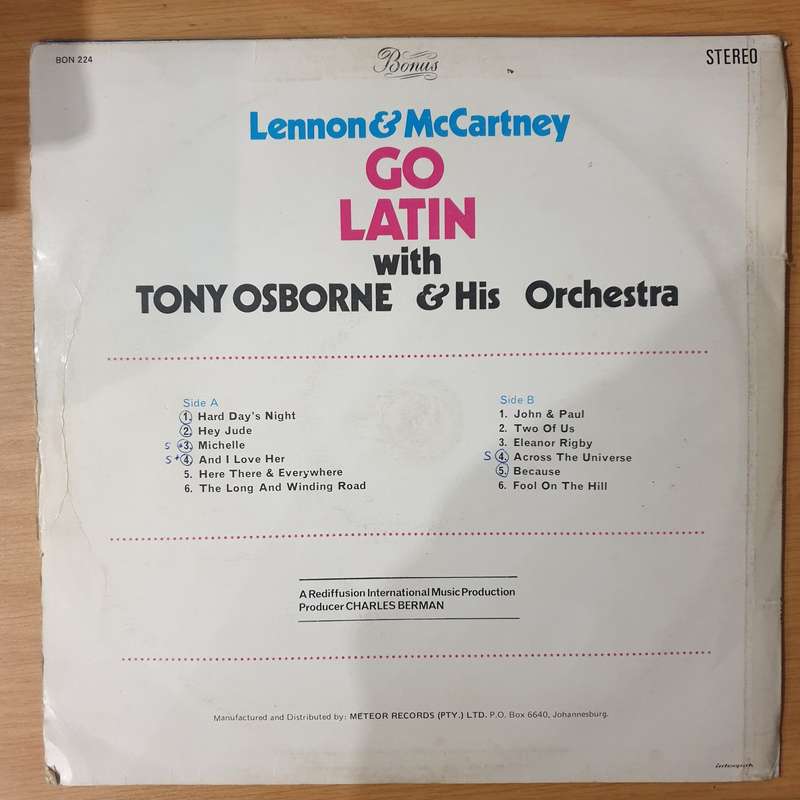 BON 224
Bonus
STEREO
Lennon & McCartney
GO
LATIN
with
TONY OSBORNE & His Orchestra
Side A
1. Hard Day's Night
2. Hey Jude
S *3. Michelle
S* 4. And I Love Her
5. Here There & Everywhere
6. The Long And Winding Road
Side B
1. John & Paul
2. Two Of Us
3. Eleanor Rigby
S 4. Across The Universe
5. Because
6. Fool On The Hill
A Rediffusion International Music Production
Producer CHARLES BERMAN
Manufactured and Distributed by: METEOR RECORDS (PTY.) LTD. P.O. Box 6640, Johannesburg.
interpak